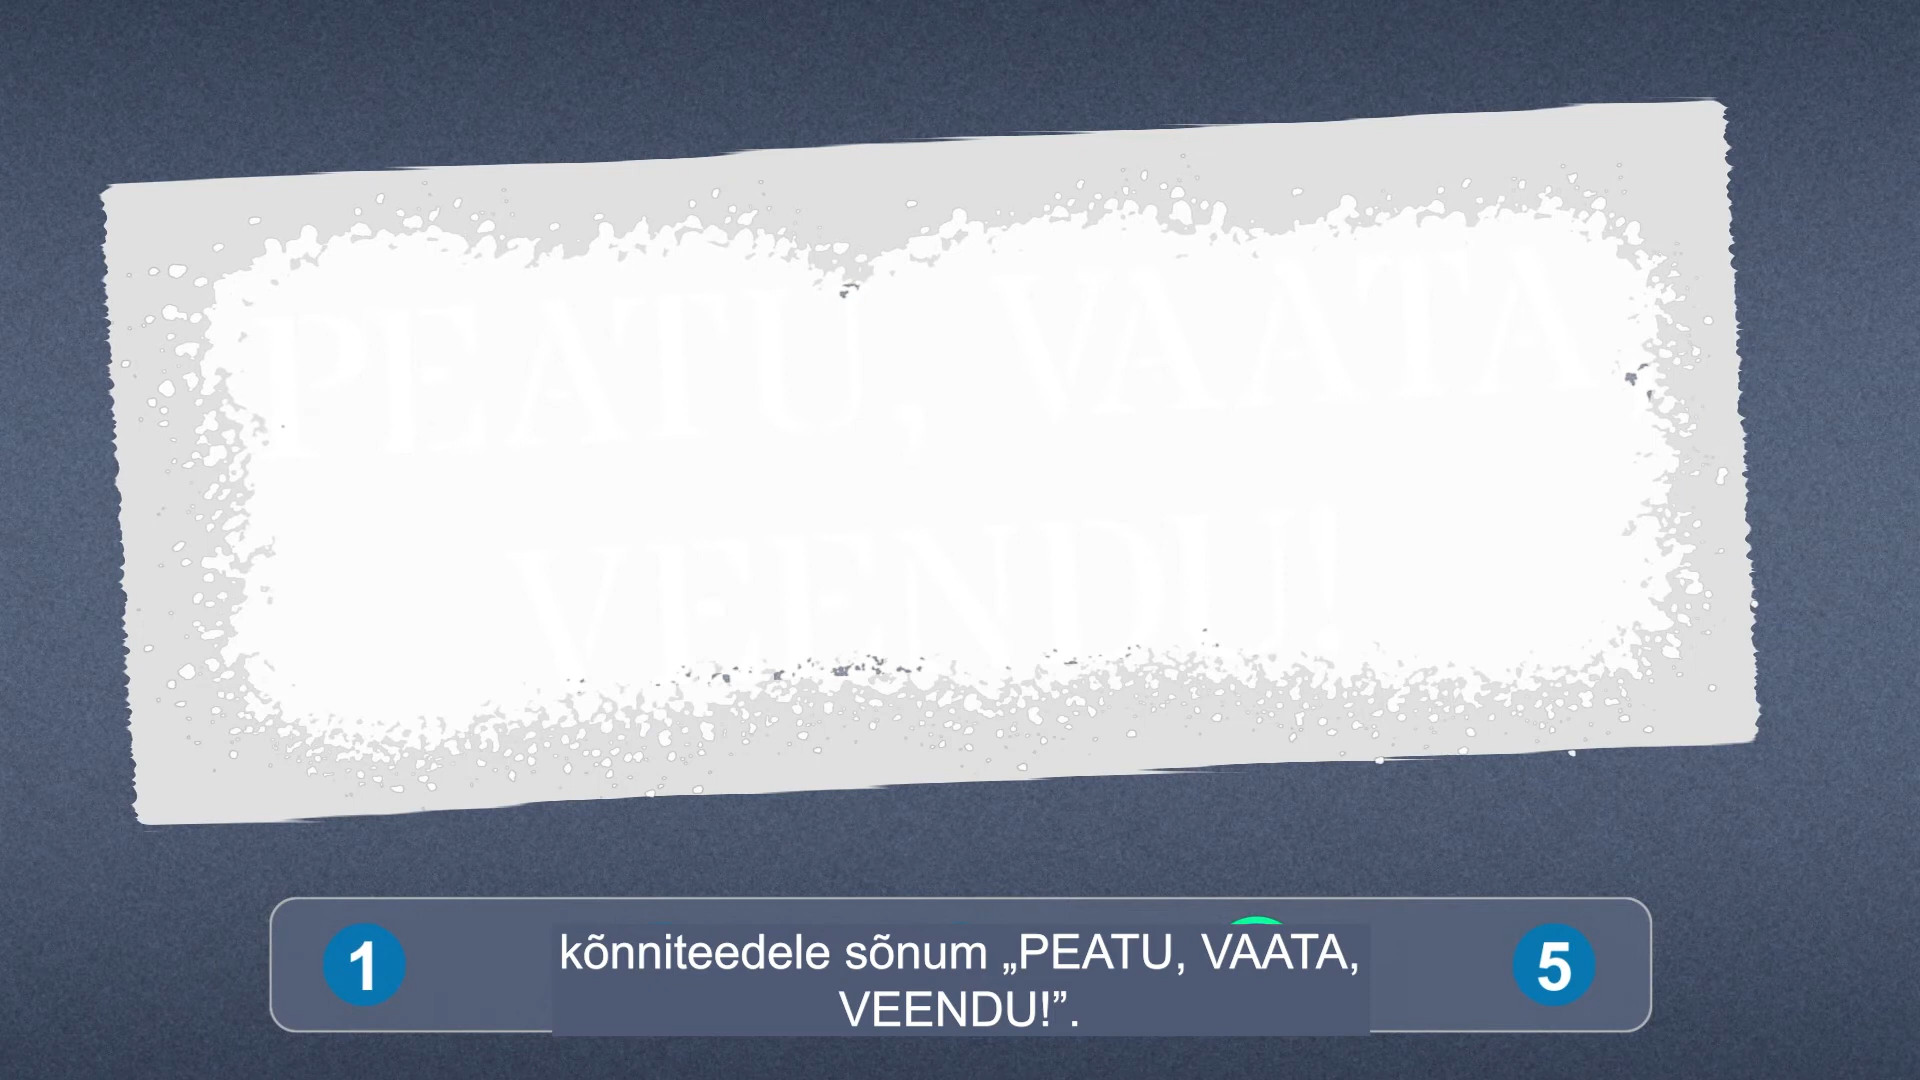 PEATU, VAATA
VEENDU!
1
kõnniteedele sõnum „PEATU, VAATA,
VEENDU!”.
5